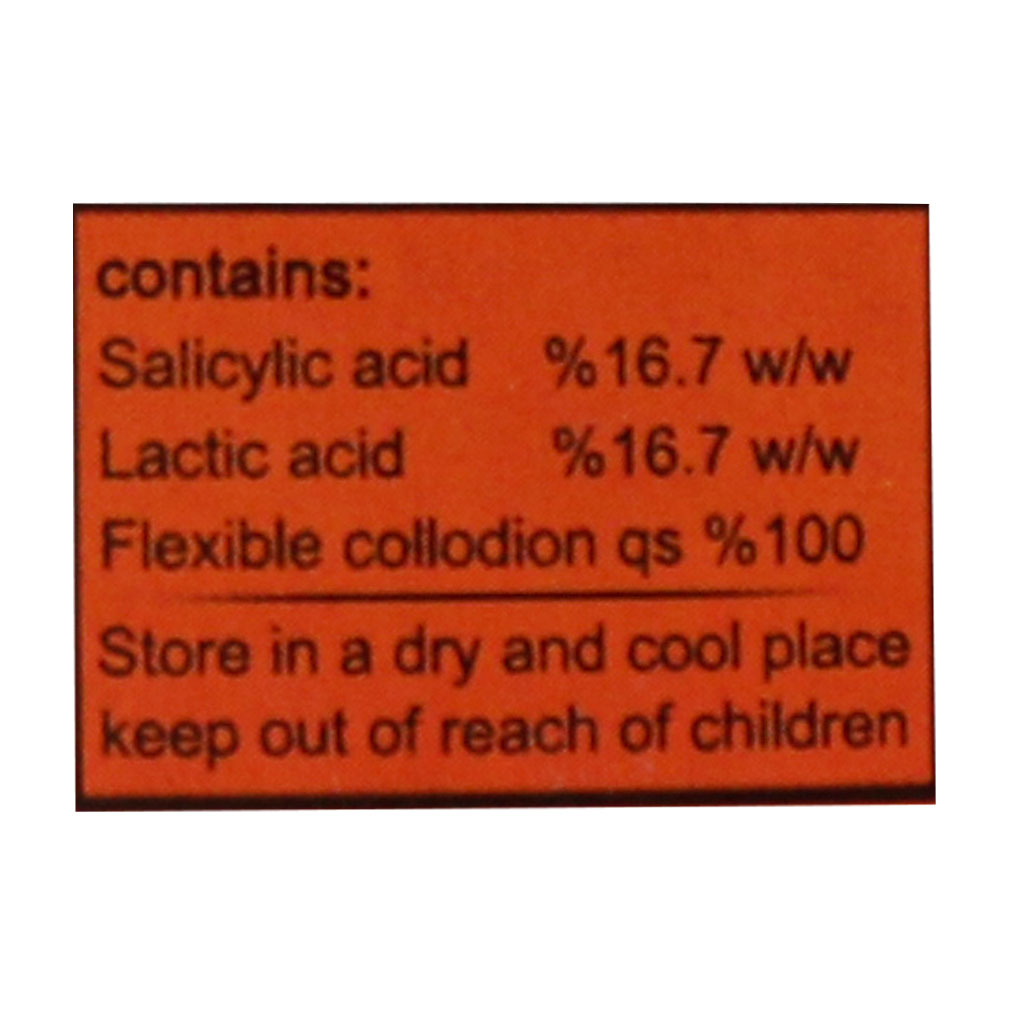 contains:
Salicylic acid %16.7 w/w
Lactic acid %16.7 w/w
Flexible collodion qs %100
Store in a dry and cool place
keep out of reach of children